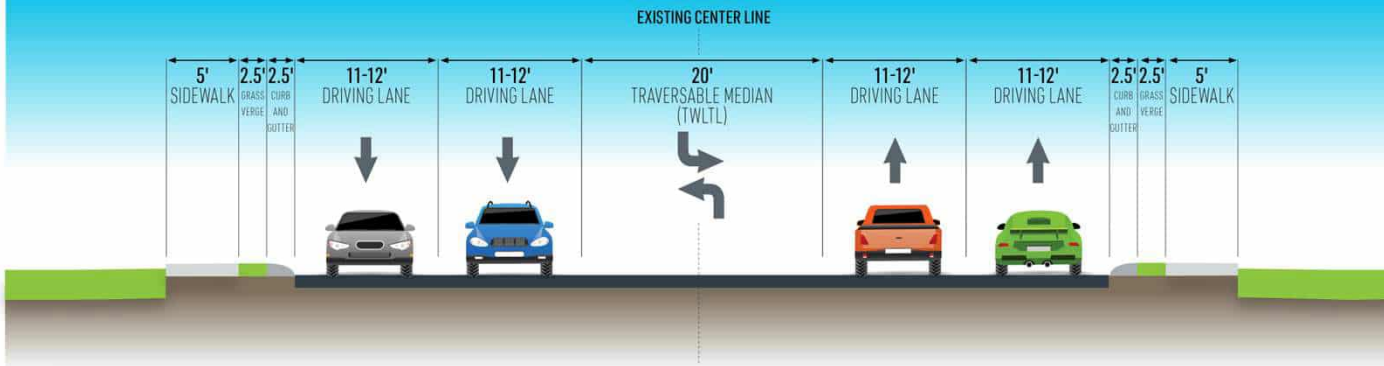 EXISTING CENTER LINE
5'
SIDEWALK
2.5'
GRASS
VERGE
2.5'
CURB
AND
GUTTER
11-12'
DRIVING LANE
11-12'
DRIVING LANE
20'
TRAVERSABLE MEDIAN
(TWLTL)
11-12'
DRIVING LANE
11-12'
DRIVING LANE
2.5'
CURB
AND
GUTTER
2.5'
GRASS
VERGE
5'
SIDEWALK